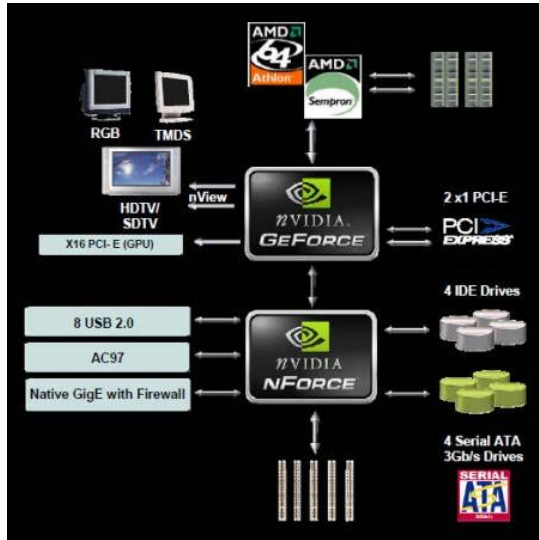 AMD
64
Athlon
AMD
Sempron
RGB
TMDS
HDTV/
SDTV
nView
X16 PCI- E (GPU)
NVIDIA.
GEFORCE
2 x1 PCI-E
PCI
EXPRESS
8 USB 2.0
AC97
Native GigE with Firewall
NVIDIA
NFORCE
4 IDE Drives
4 Serial ATA
3Gb/s Drives
SERIAL
ATA